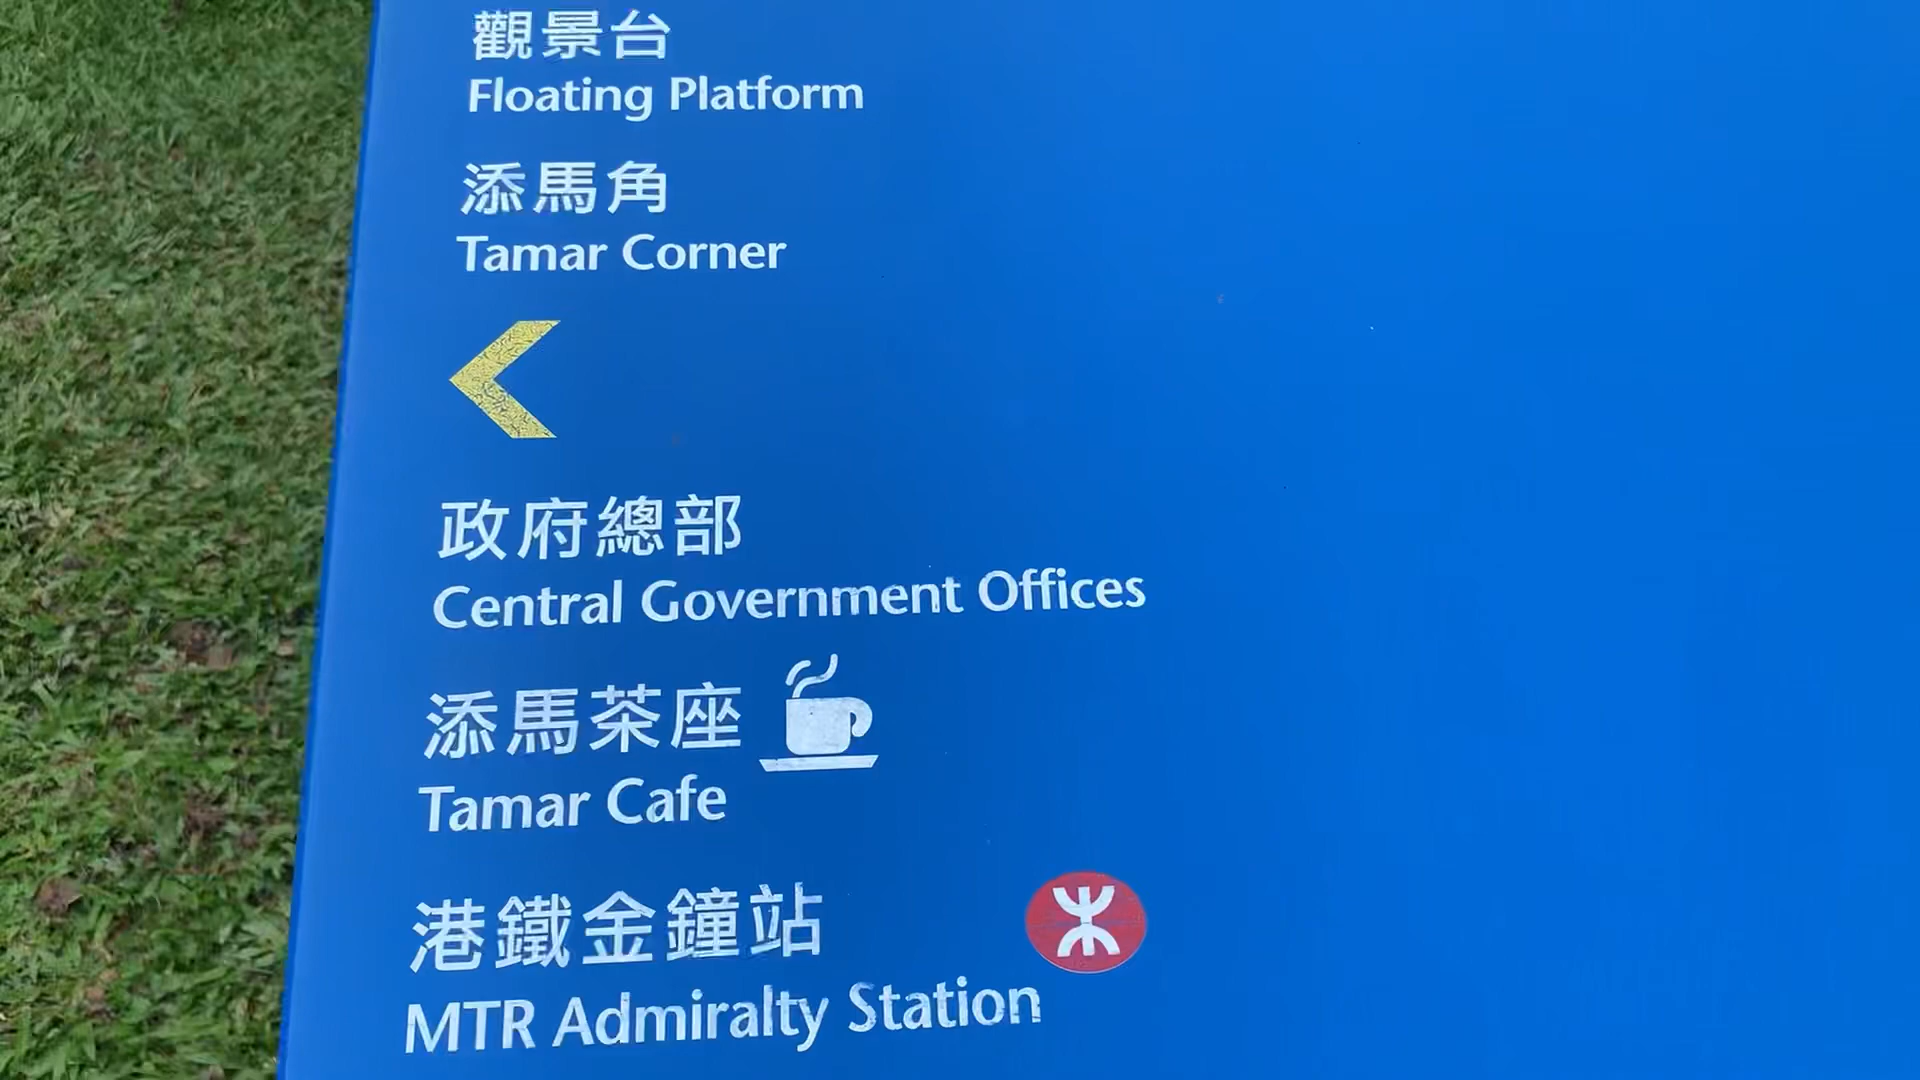 觀景台
Floating Platform
添馬角
Tamar Corner
政府總部
Central Government Offices
添馬茶座
Tamar Cafe
港鐵金鐘站
MTR Admiralty Station